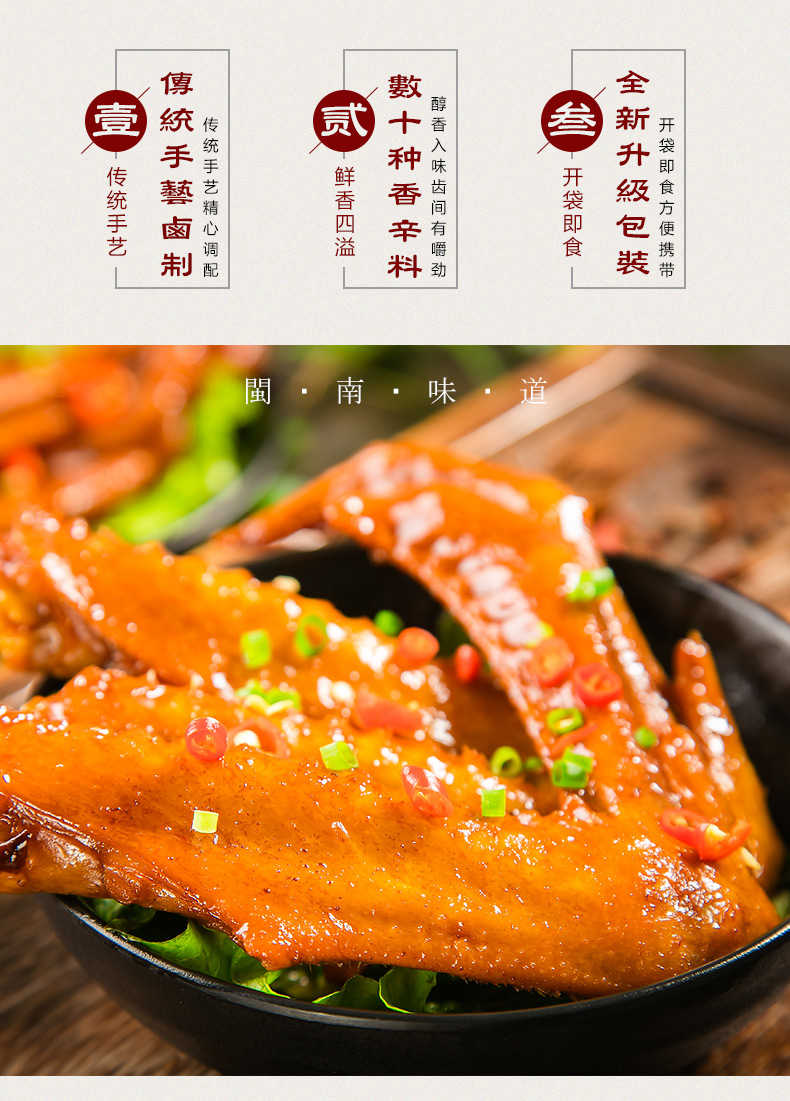 壹
传统手艺
傳統手藝鹵制
传统手艺精心调配
贰
鲜香四溢
數十种香辛料
醇香入味齿间有嚼劲
叁
开袋即食
全新升級包裝
开袋即食方便携带
閩·南·味·道